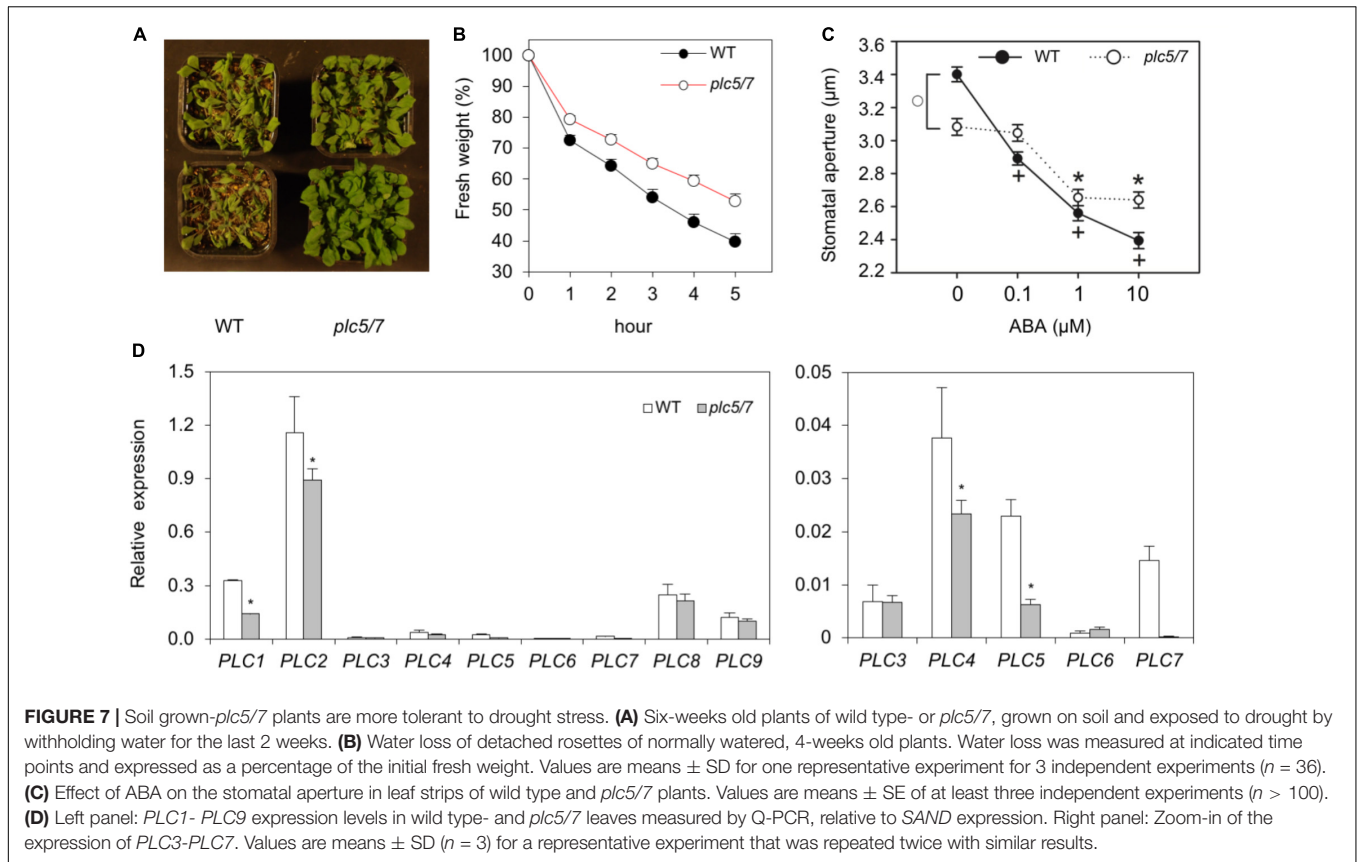 A
WT
plc5/7
B
100
90
80
70
60
50
40
30
Fresh weight (%)
WT
plc5/7
0 1 2 3 4 5
hour
C
3.6
3.4
3.2
3.0
2.8
2.6
2.4
2.2
Stomatal aperture (µm)
WT plc5/7
* *
+ + +
0 0.1 1 10
ABA (µM)
D
1.5
1.2
0.9
0.6
0.3
0.0
Relative expression
WT plc5/7
* *
PLC1 PLC2 PLC3 PLC4 PLC5 PLC6 PLC7 PLC8 PLC9
0.05
0.04
0.03
0.02
0.01
0
* *
PLC3 PLC4 PLC5 PLC6 PLC7
FIGURE 7 | Soil grown-plc5/7 plants are more tolerant to drought stress. (A) Six-weeks old plants of wild type- or plc5/7, grown on soil and exposed to drought by
withholding water for the last 2 weeks. (B) Water loss of detached rosettes of normally watered, 4-weeks old plants. Water loss was measured at indicated time
points and expressed as a percentage of the initial fresh weight. Values are means ± SD for one representative experiment for 3 independent experiments (n = 36).
(C) Effect of ABA on the stomatal aperture in leaf strips of wild type and plc5/7 plants. Values are means ± SE of at least three independent experiments (n > 100).
(D) Left panel: PLC1- PLC9 expression levels in wild type- and plc5/7 leaves measured by Q-PCR, relative to SAND expression. Right panel: Zoom-in of the
expression of PLC3-PLC7. Values are means ± SD (n = 3) for a representative experiment that was repeated twice with similar results.